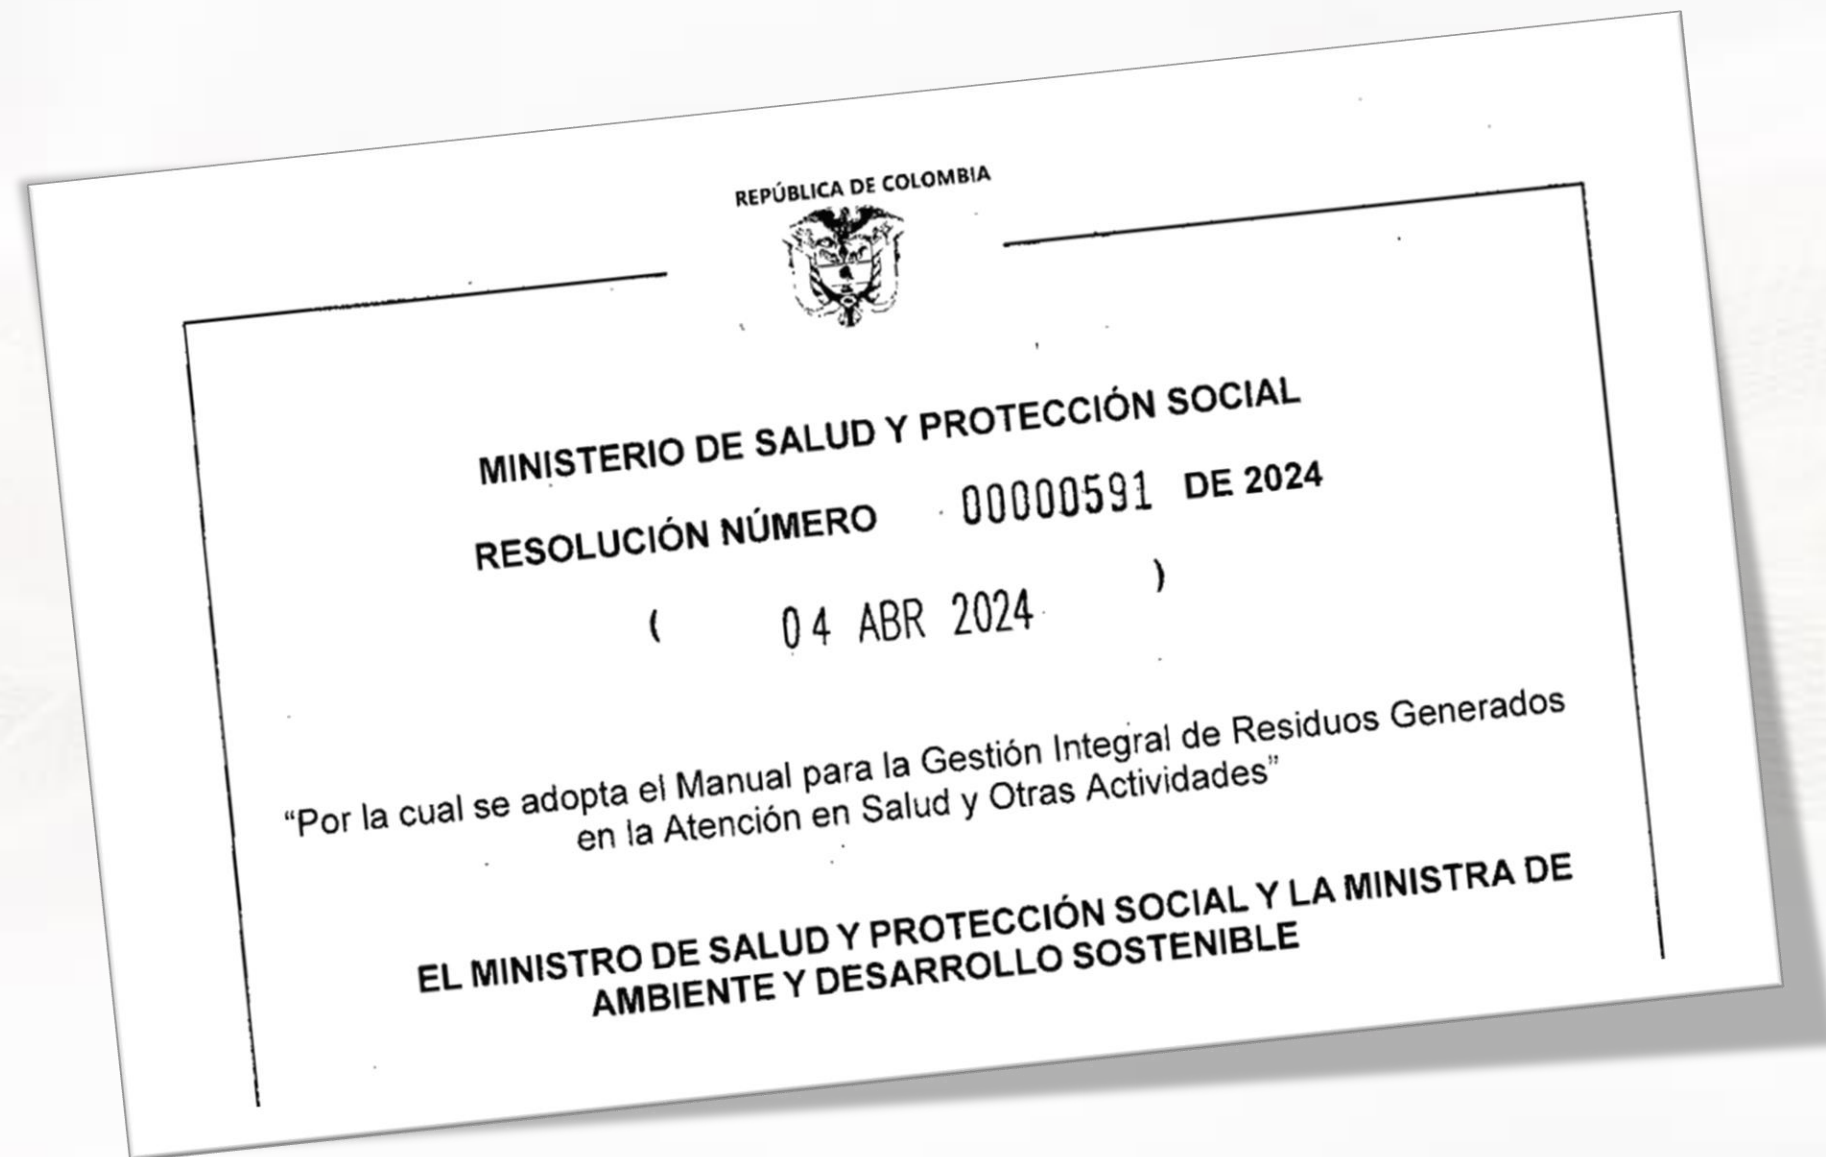 REPÚBLICA DE COLOMBIA
MINISTERIO DE SALUD Y PROTECCIÓN SOCIAL
RESOLUCIÓN NÚMERO 00000591 DE 2024
( 04 ABR 2024 )
“Por la cual se adopta el Manual para la Gestión Integral de Residuos Generados
en la Atención en Salud y Otras Actividades”
EL MINISTRO DE SALUD Y PROTECCIÓN SOCIAL Y LA MINISTRA DE
AMBIENTE Y DESARROLLO SOSTENIBLE